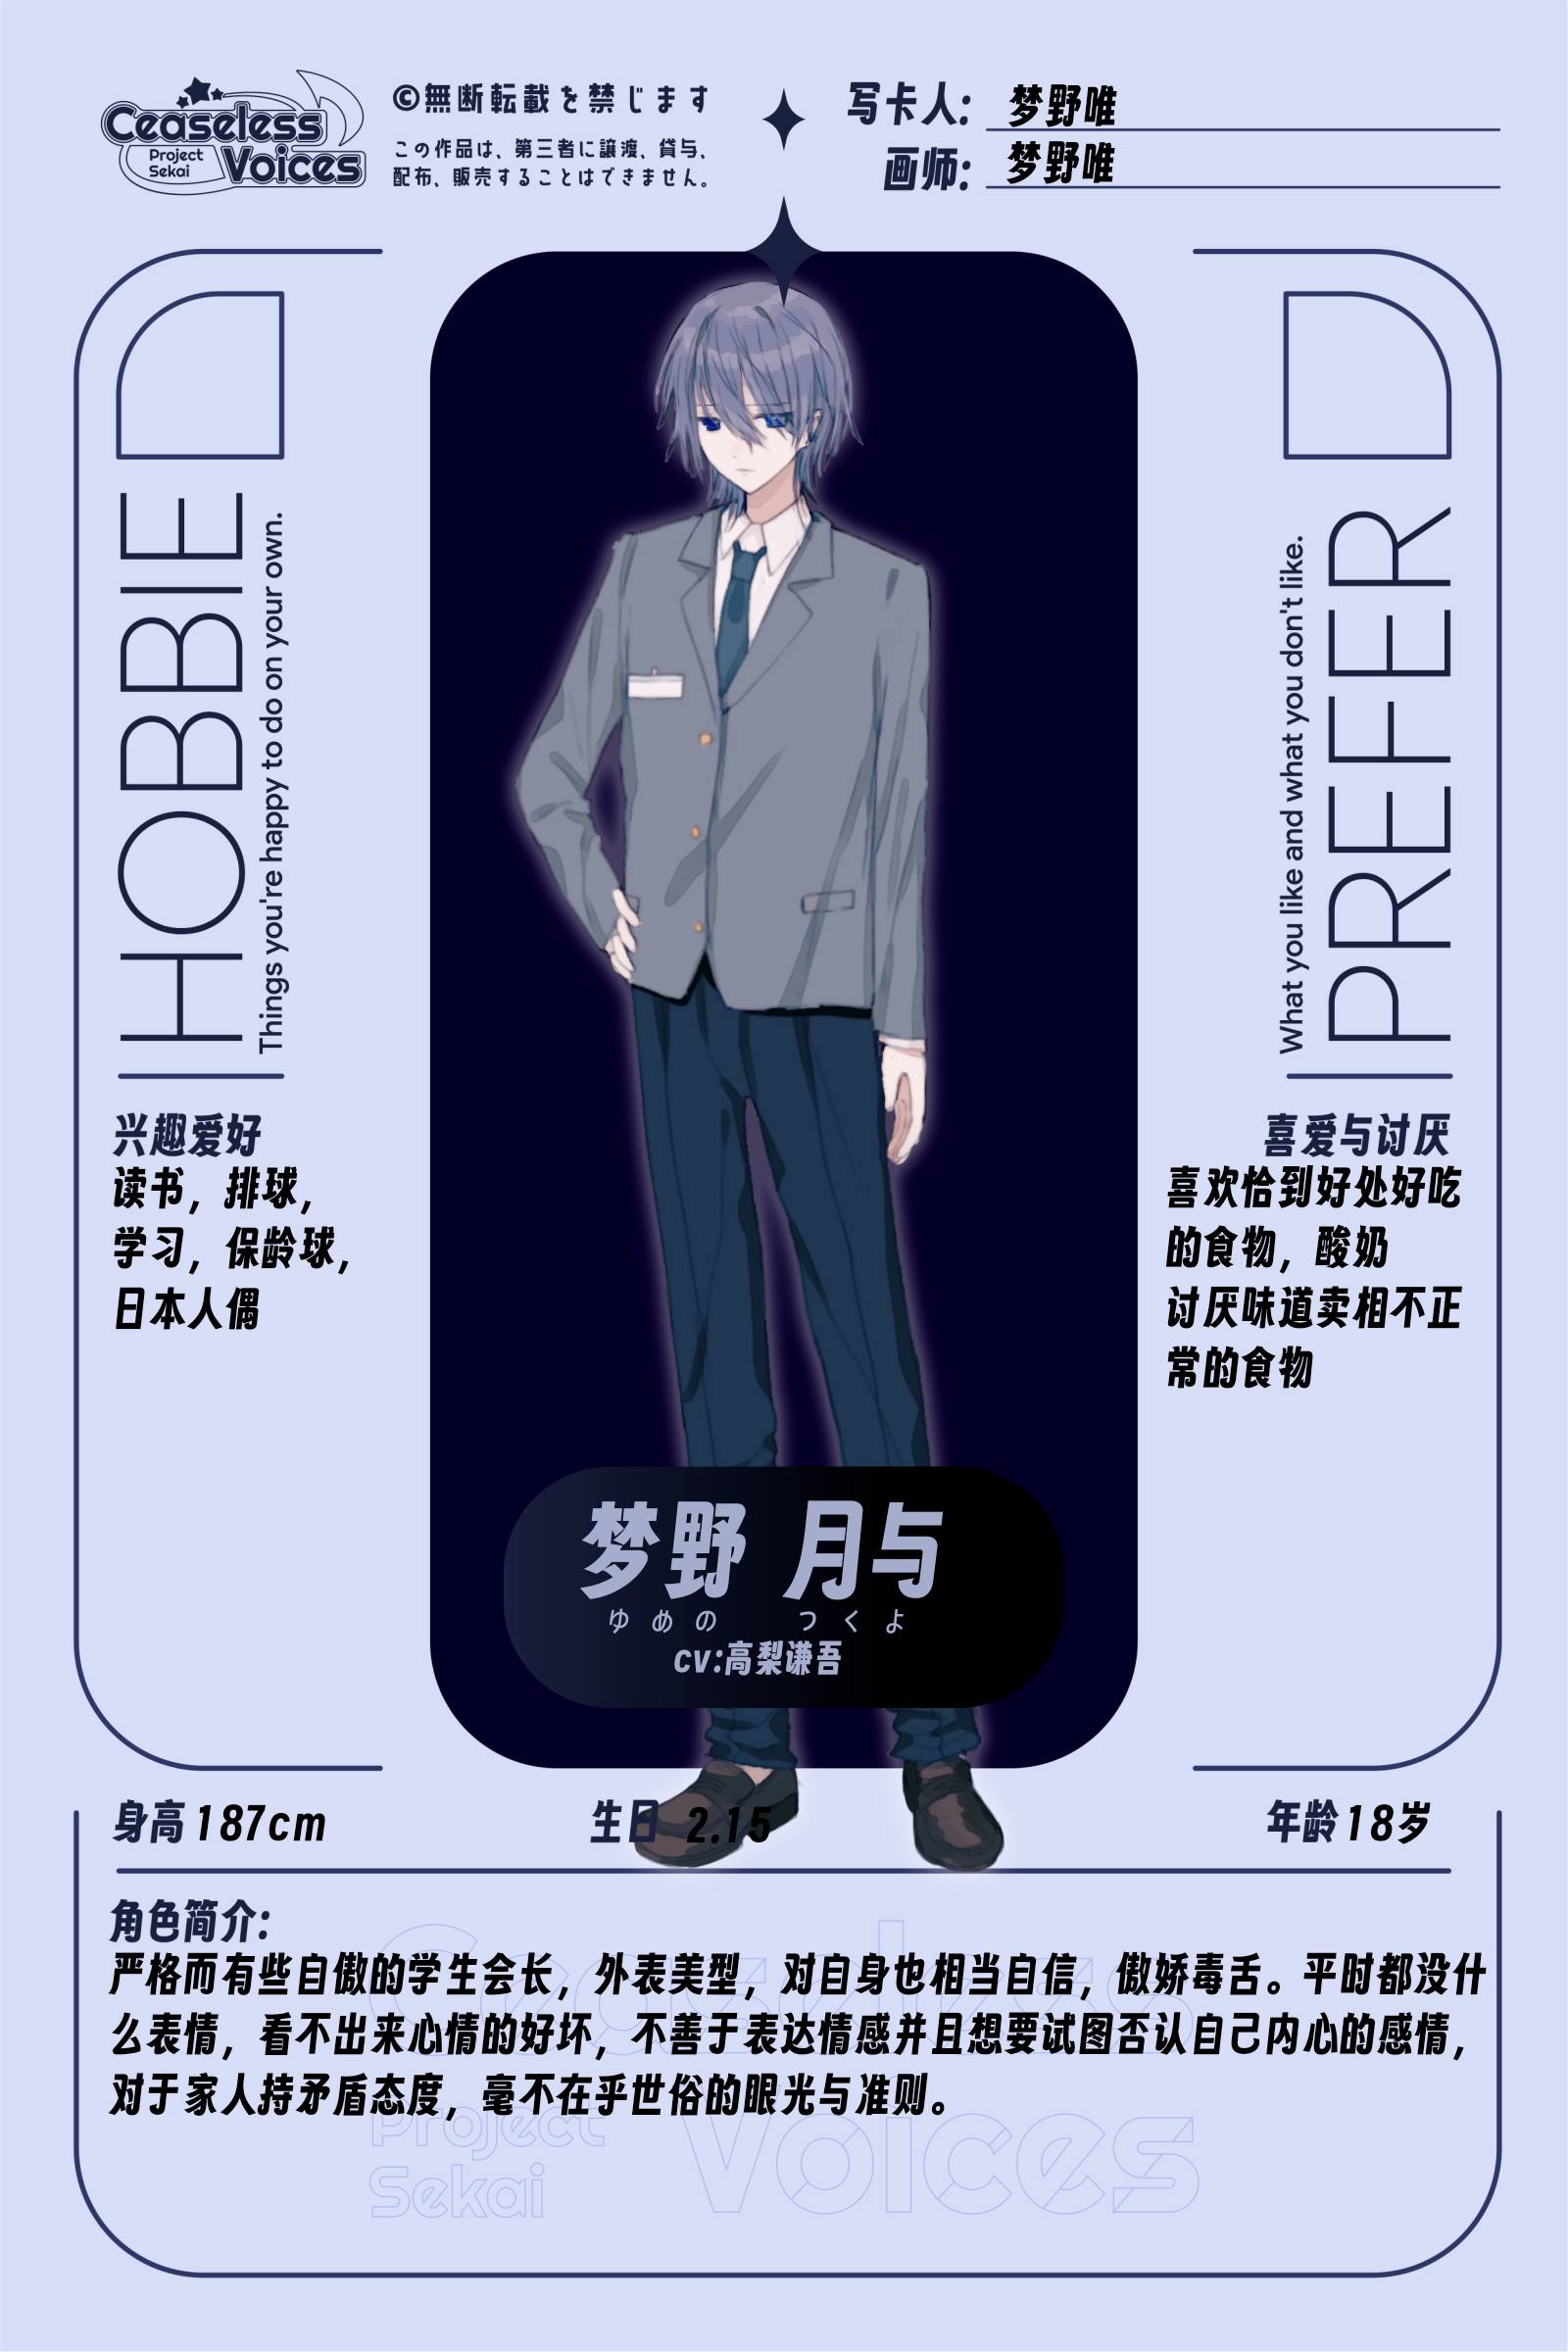 Ceaseless
Project
Sekai
Voices
©無断転載を禁じます
この作品は、第三者に譲渡、貸与、
配布、販売することはできません。
写卡人: 梦野唯
画师: 梦野唯
HOBBIE
Things you're happy to do on your own.
兴趣爱好
读书，排球，
学习，保龄球，
日本人偶
PREFER
What you like and what you don't like.
喜爱与讨厌
喜欢恰到好处好吃
的食物，酸奶
讨厌味道卖相不正
常的食物
梦野 月与
ゆめの つくよ
cv:高梨谦吾
身高 187cm
生日 2.15
年龄 18岁
角色简介:
严格而有些自傲的学生会长，外表美型，对自身也相当自信，傲娇毒舌。平时都没什
么表情，看不出来心情的好坏，不善于表达情感并且想要试图否认自己内心的感情，
对于家人持矛盾态度，毫不在乎世俗的眼光与准则。
Ceaseless
Project
Sekai
Voices